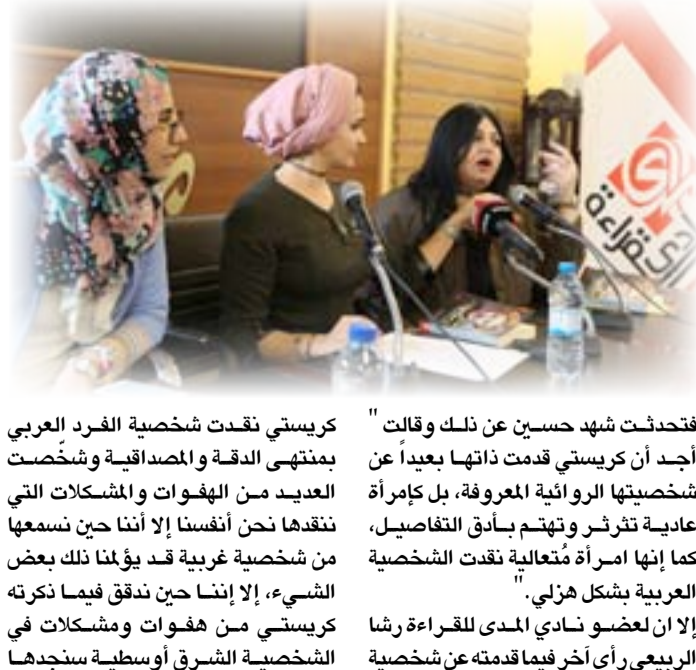 للقراءة
فتحدثت شهد حسين عن ذلك وقالت "
أجد أن كريستي قدمت ذاتها بعيداً عن
شخصيتها الروائية المعروفة، بل كإمرأة
عادية تثرثر وتهتم بأدق التفاصيل،
كما إنها امرأة مُتعالية نقدت الشخصية
العربية بشكل هزلي."
إلا ان لعضو نادي المدى للقراءة رشا
الربيعي رأي آخر فيما قدمته عن شخصية
كريستي نقدت شخصية الفرد العربي
بمنتهى الدقة والمصداقية وشخّصت
العديد من الهفوات والمشكلات التي
ننقدها نحن أنفسنا إلا أننا حين نسمعها
من شخصية غربية قد يؤلمنا ذلك بعض
الشيء، إلا إننا حين ندقق فيما ذكرته
كريستي من هفوات ومشكلات في
الشخصية الشرق أوسطية سنجدها